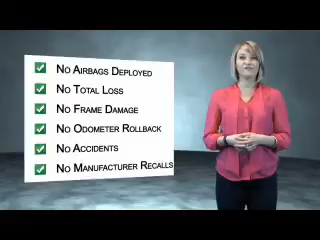 No Airbags Deployed
No Total Loss
No Frame Damage
No Odometer Rollback
No Accidents
No Manufacturer Recalls